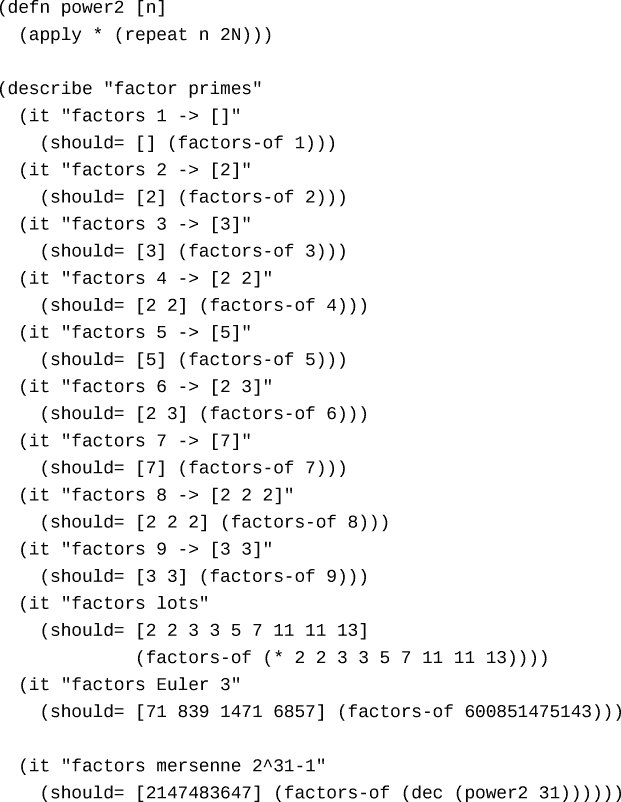 (defn power2 [n]
  (apply * (repeat n 2N)))

(describe "factor primes"
  (it "factors 1 -> []"
    (should= [] (factors-of 1)))
  (it "factors 2 -> [2]"
    (should= [2] (factors-of 2)))
  (it "factors 3 -> [3]"
    (should= [3] (factors-of 3)))
  (it "factors 4 -> [2 2]"
    (should= [2 2] (factors-of 4)))
  (it "factors 5 -> [5]"
    (should= [5] (factors-of 5)))
  (it "factors 6 -> [2 3]"
    (should= [2 3] (factors-of 6)))
  (it "factors 7 -> [7]"
    (should= [7] (factors-of 7)))
  (it "factors 8 -> [2 2 2]"
    (should= [2 2 2] (factors-of 8)))
  (it "factors 9 -> [3 3]"
    (should= [3 3] (factors-of 9)))
  (it "factors lots"
    (should= [2 2 3 3 5 7 11 11 13]
             (factors-of (* 2 2 3 3 5 7 11 11 13))))
  (it "factors Euler 3"
    (should= [71 839 1471 6857] (factors-of 600851475143)))

  (it "factors mersenne 2^31-1"
    (should= [2147483647] (factors-of (dec (power2 31))))))